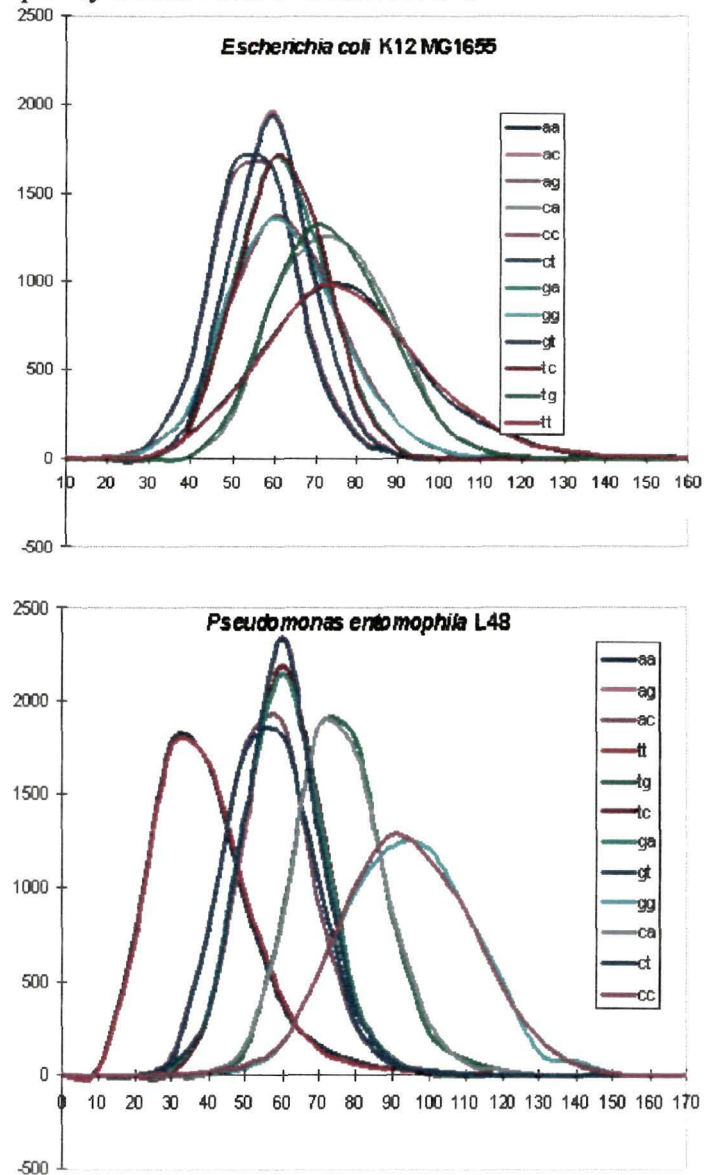 2500
Escherichia coli K12 MG1655
2000
1500
1000
500
0
-500
10 20 30 40 50 60 70 80 90 100 110 120 130 140 150 160
aa
ac
ag
ca
cc
ct
ga
gg
gt
tc
tg
tt
2500
Pseudomonas entomophila L48
2000
1500
1000
500
0
-500
0 10 20 30 40 50 60 70 80 90 100 110 120 130 140 150 160 170
aa
ag
ac
tt
tg
tc
ga
gt
gg
ca
ct
cc